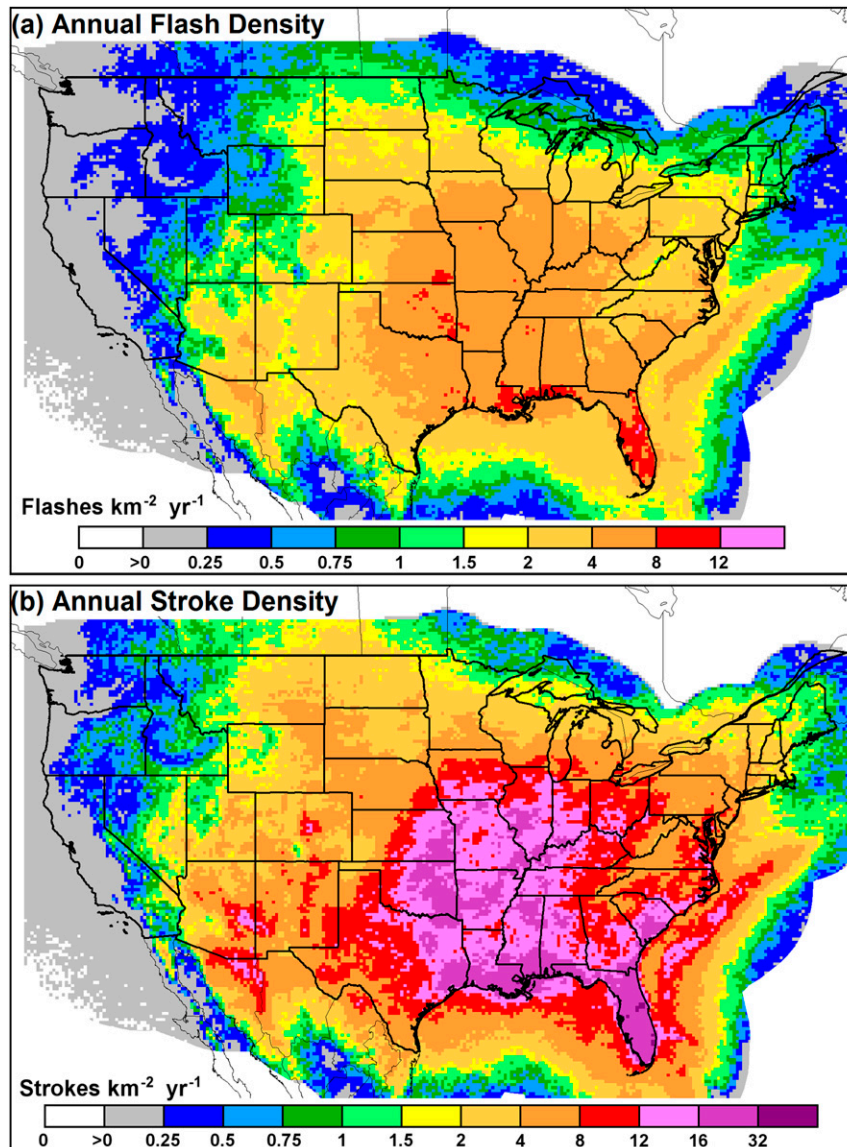 (a) Annual Flash Density
Flashes km-2 yr-1
0 >0 0.25 0.5 0.75 1 1.5 2 4 8 12
(b) Annual Stroke Density
Strokes km-2 yr-1
0 >0 0.25 0.5 0.75 1 1.5 2 4 8 12 16 32